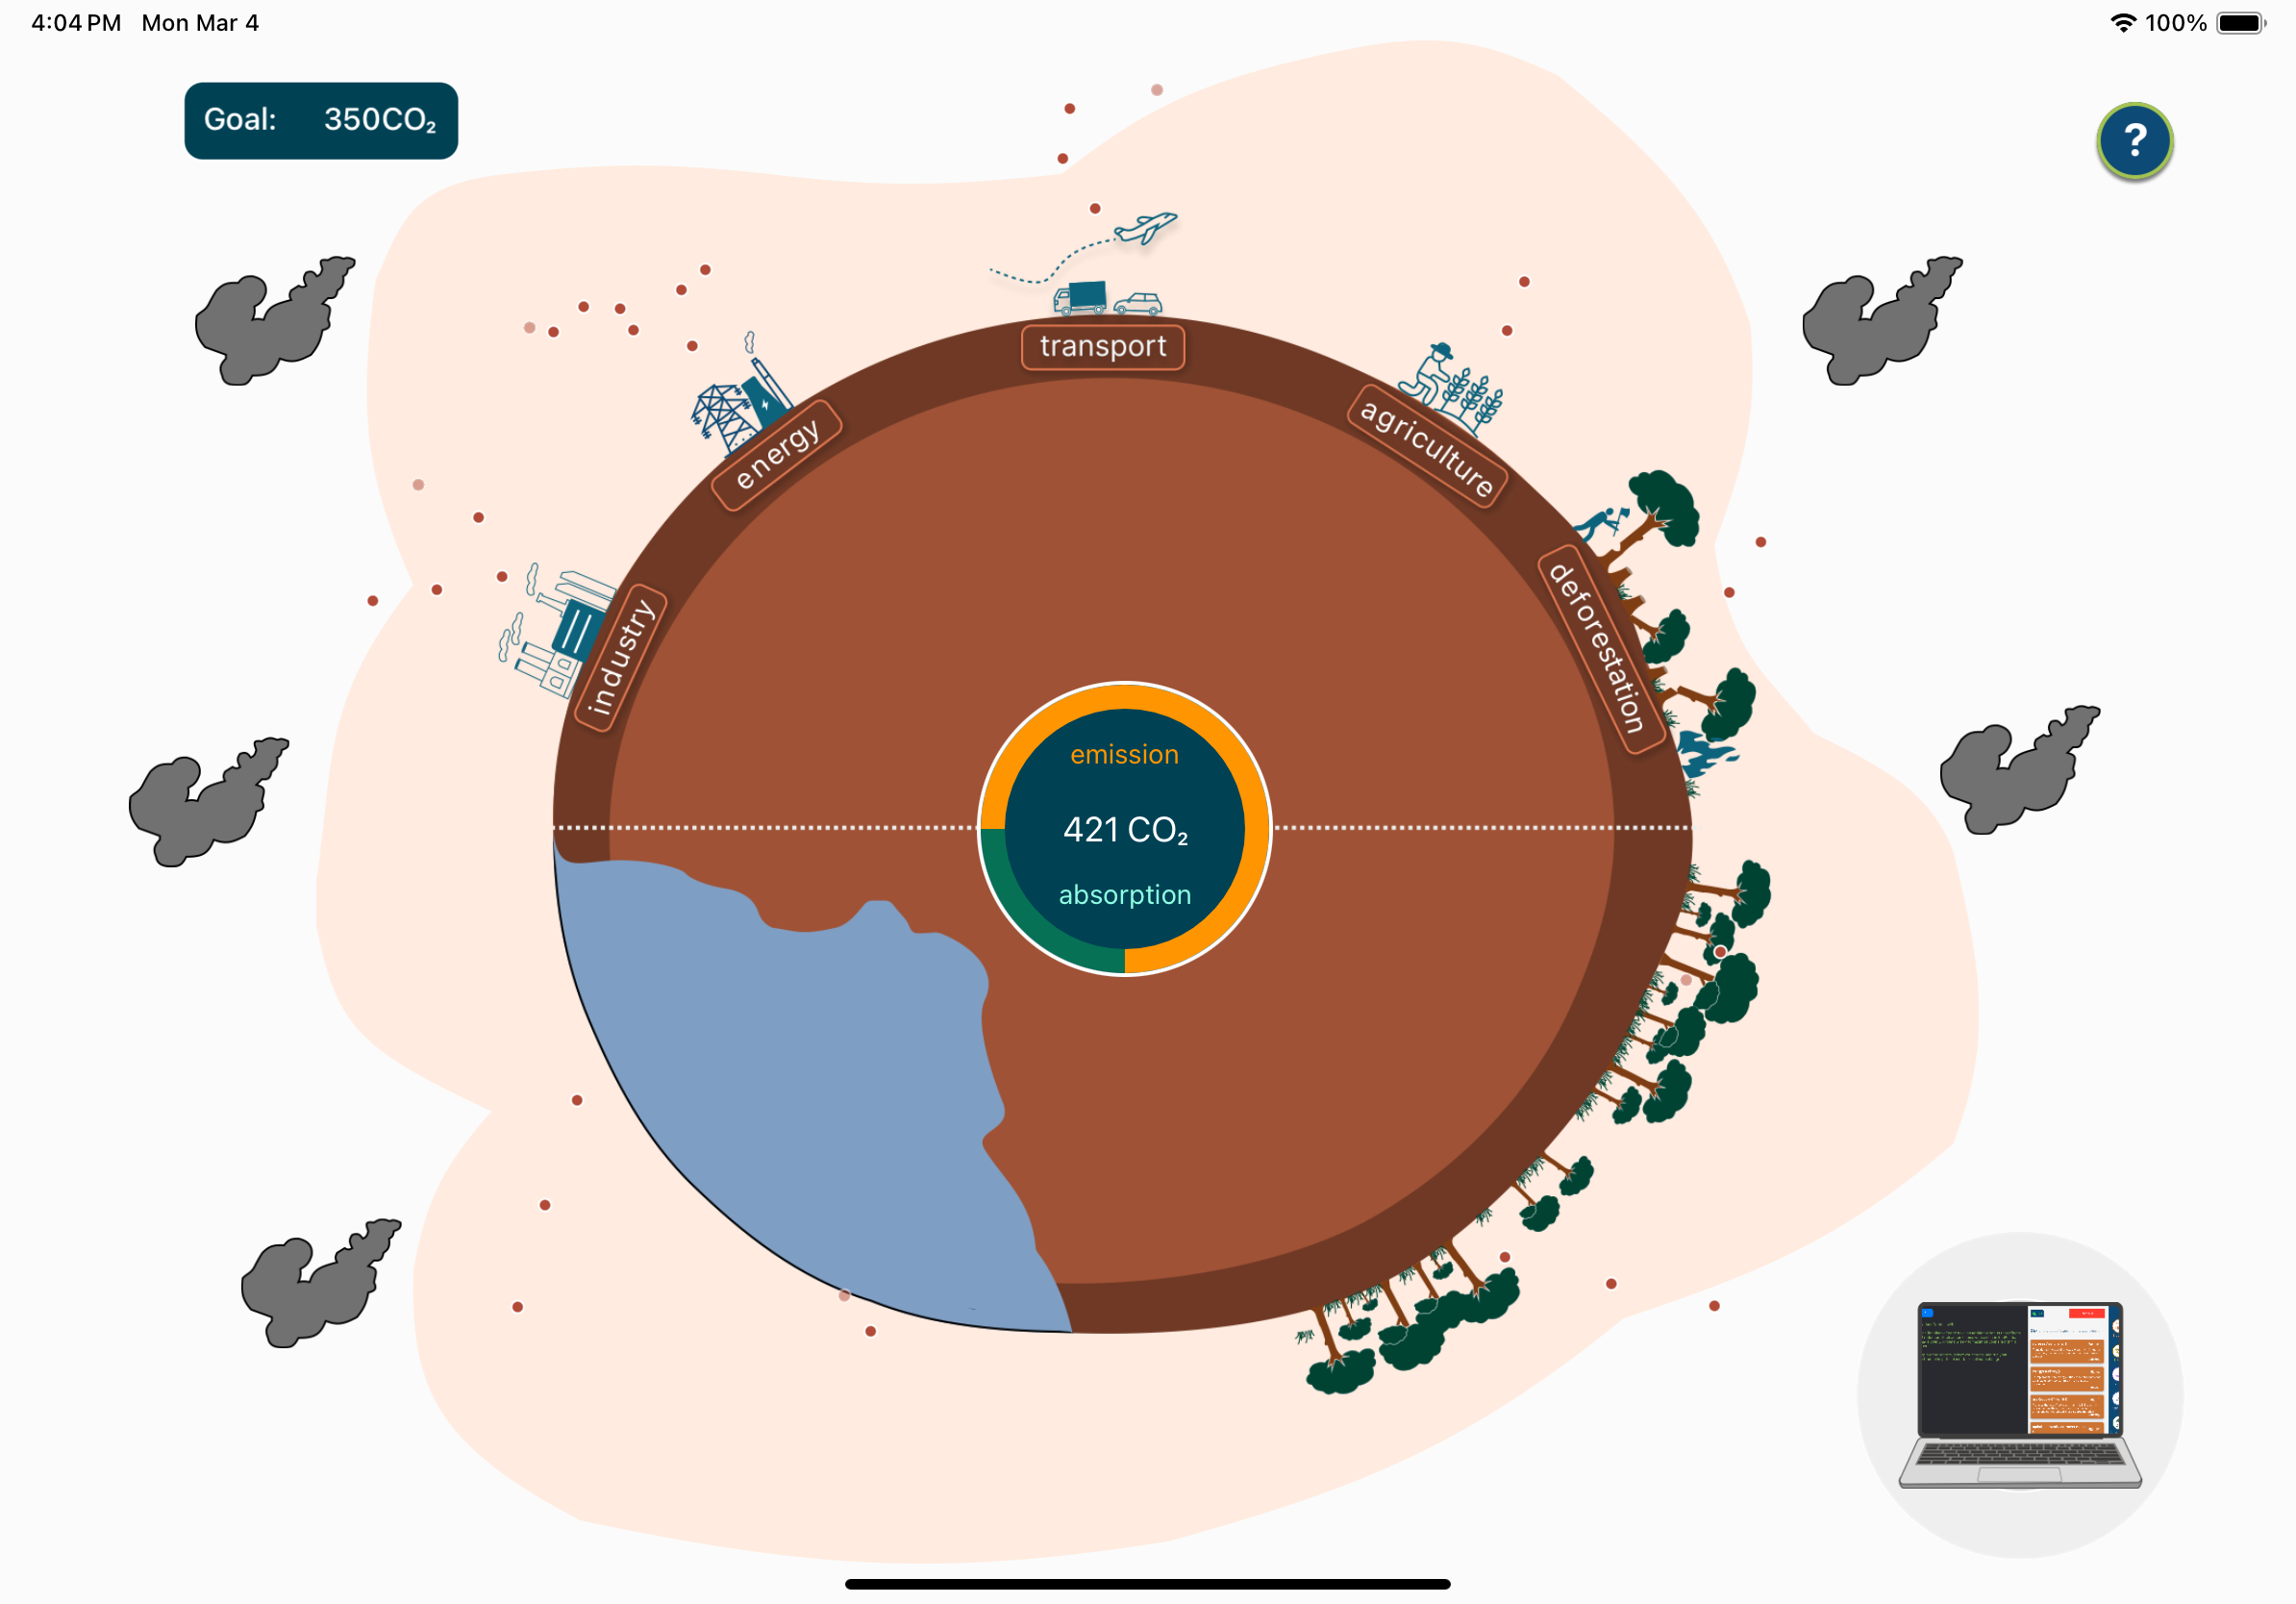 4:04 PM Mon Mar 4
100%
Goal: 350CO₂
?
transport
energy
agriculture
industry
deforestation
emission
421 CO₂
absorption